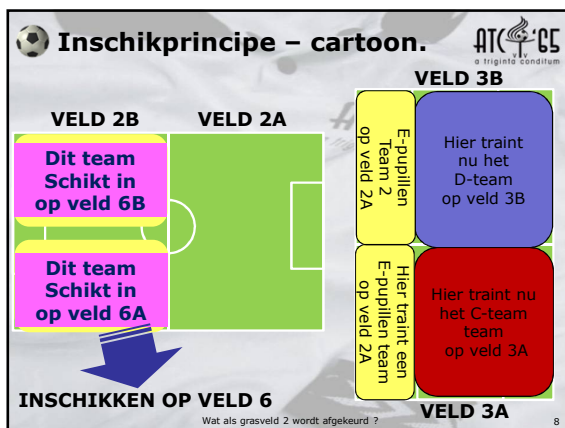 Inschikprincipe – cartoon.
ATC '65
a triginta conditum
VELD 3B
VELD 2B
VELD 2A
Dit team
Schikt in
op veld 6B
Dit team
Schikt in
op veld 6A
E-pupillen
Team 2
op veld 2A
Hier traint
nu het
D-team
op veld 3B
Hier traint een
E-pupillen team
op veld 2A
Hier traint nu
het C-team
team
op veld 3A
INSCHIKKEN OP VELD 6
VELD 3A
Wat als grasveld 2 wordt afgekeurd ?
8